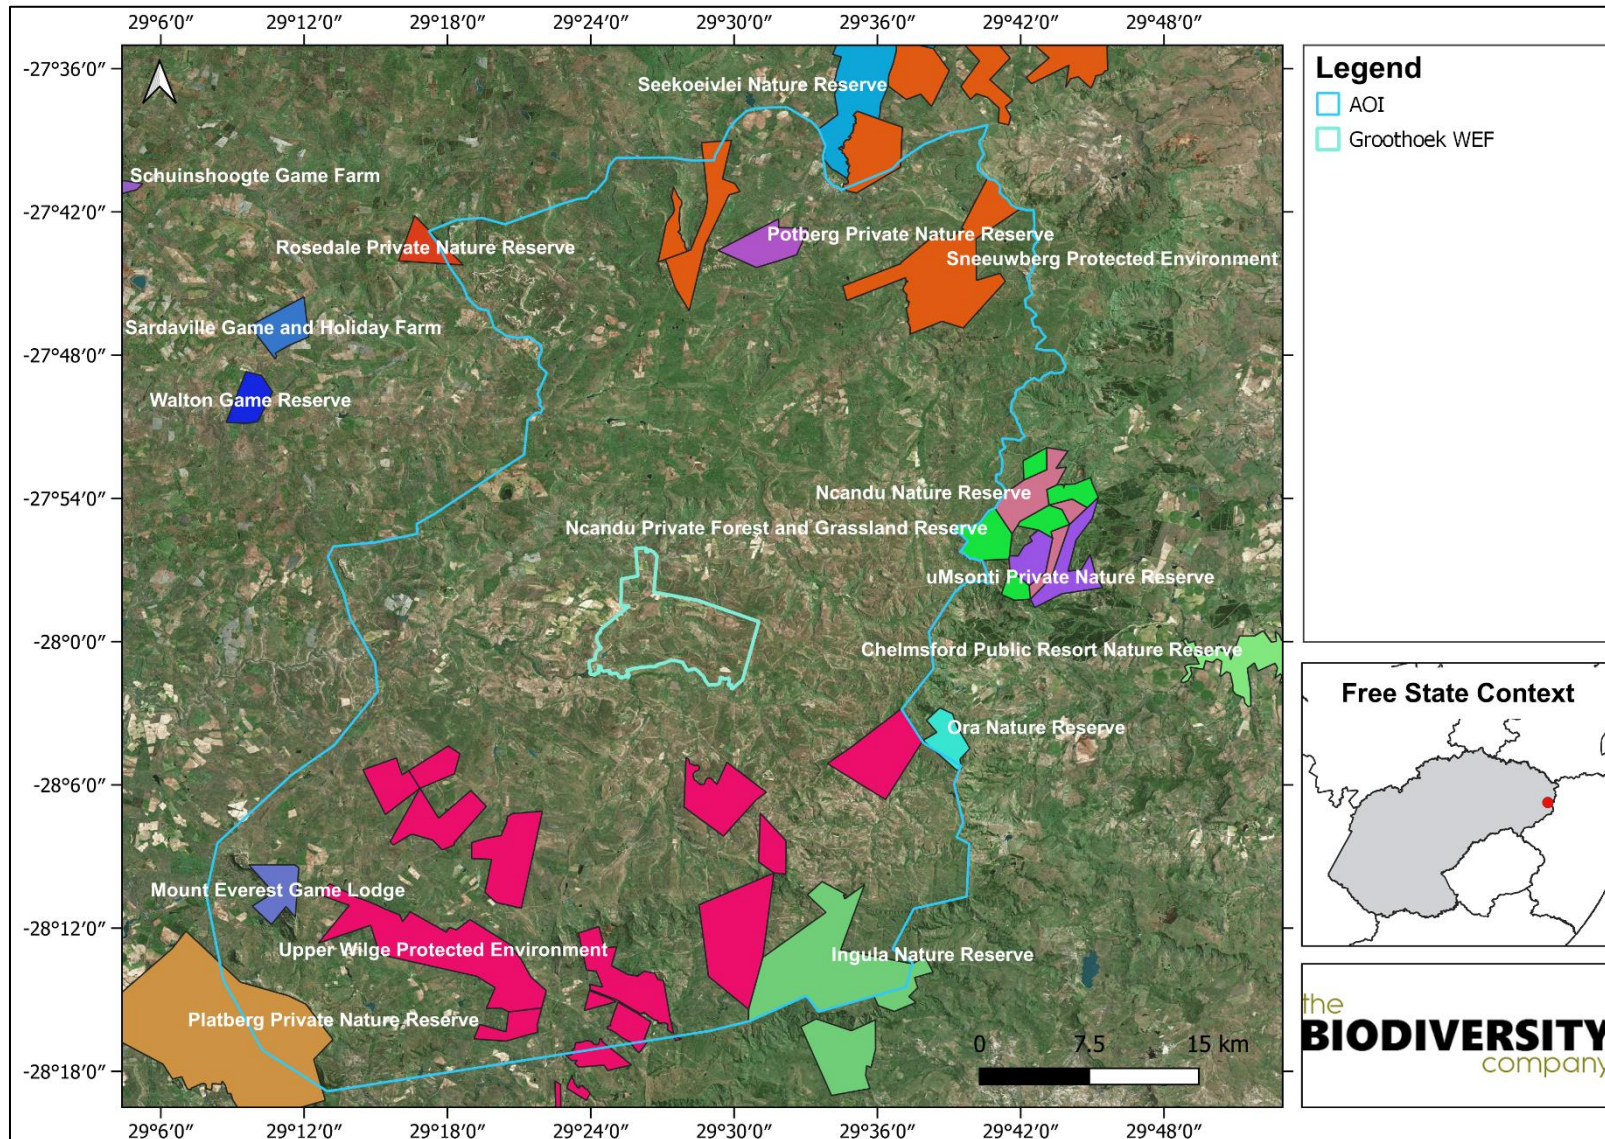 29°6′0″ 29°12′0″ 29°18′0″ 29°24′0″ 29°30′0″ 29°36′0″ 29°42′0″ 29°48′0″
-27°36′0″
-27°42′0″
-27°48′0″
-27°54′0″
-28°0′0″
-28°6′0″
-28°12′0″
-28°18′0″
Seekoeivlei Nature Reserve
Schuinshoogte Game Farm
Potberg Private Nature Reserve
Rosedale Private Nature Reserve
Sneeuwberg Protected Environment
Sardaville Game and Holiday Farm
Walton Game Reserve
Ncandu Nature Reserve
Ncandu Private Forest and Grassland Reserve
uMsonti Private Nature Reserve
Chelmsford Public Resort Nature Reserve
Ora Nature Reserve
Mount Everest Game Lodge
Upper Wilge Protected Environment
Ingula Nature Reserve
Platberg Private Nature Reserve
0 7.5 15 km
29°6′0″ 29°12′0″ 29°18′0″ 29°24′0″ 29°30′0″ 29°36′0″ 29°42′0″ 29°48′0″
Legend
AOI
Groothoek WEF
Free State Context
the
BIODIVERSITY
company